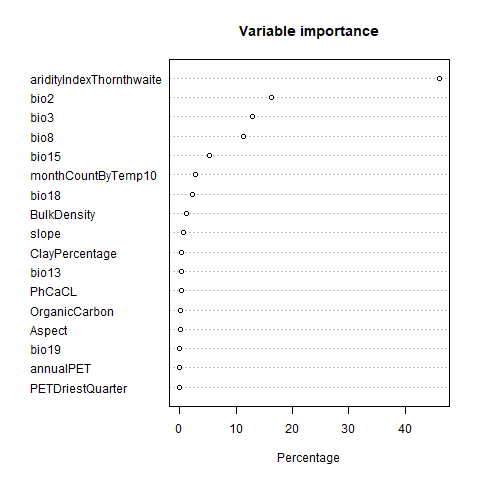 Variable importance
aridityIndexThornthwaite
bio2
bio3
bio8
bio15
monthCountByTemp10
bio18
BulkDensity
slope
ClayPercentage
bio13
PhCaCL
OrganicCarbon
Aspect
bio19
annualPET
PETDriestQuarter
0 10 20 30 40
Percentage